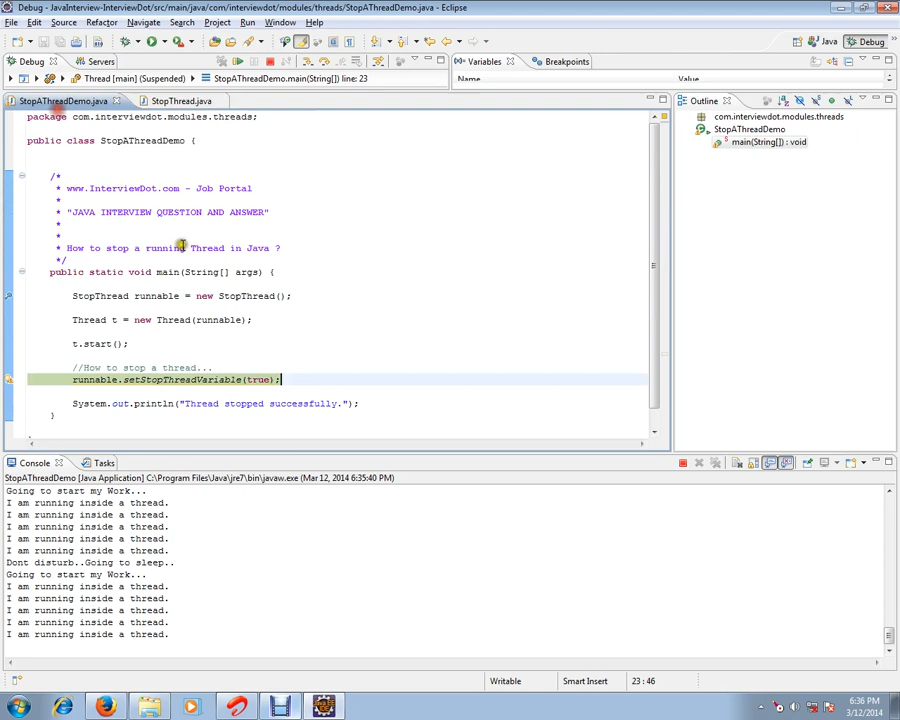 Debug - JavaInterview-InterviewDot/src/main/java/com/interviewdot/modules/threads/StopAThreadDemo.java - Eclipse
File Edit Source Refactor Navigate Search Project Run Window Help
Java Debug
Debug Servers
Variables Breakpoints
Thread [main] (Suspended) StopAThreadDemo.main(String[]) line: 23
Name Value
StopAThreadDemo.java StopThread.java
Outline
package com.interviewdot.modules.threads;
com.interviewdot.modules.threads
StopAThreadDemo
main(String[]) : void
public class StopAThreadDemo {
/*
* www.InterviewDot.com - Job Portal
*
* "JAVA INTERVIEW QUESTION AND ANSWER"
*
*
* How to stop a running Thread in Java ?
*/
public static void main(String[] args) {
StopThread runnable = new StopThread();
Thread t = new Thread(runnable);
t.start();
//How to stop a thread...
runnable.setStopThreadVariable(true);
System.out.println("Thread stopped successfully.");
}
Console Tasks
StopAThreadDemo [Java Application] C:\Program Files\Java\jre7\bin\javaw.exe (Mar 12, 2014 6:35:40 PM)
Going to start my Work...
I am running inside a thread.
I am running inside a thread.
I am running inside a thread.
I am running inside a thread.
I am running inside a thread.
Dont disturb..Going to sleep..
Going to start my Work...
I am running inside a thread.
I am running inside a thread.
I am running inside a thread.
I am running inside a thread.
I am running inside a thread.
Writable Smart Insert 23 : 46
6:36 PM
3/12/2014